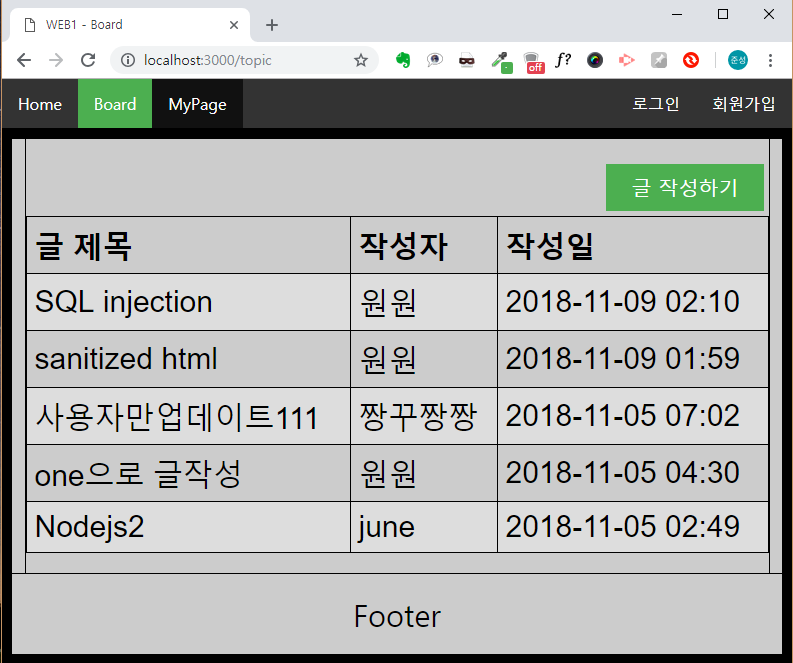 WEB1 - Board
localhost:3000/topic
off
f?
준성
Home Board MyPage 로그인 회원가입
글 작성하기
글 제목 작성자 작성일
SQL injection 원원 2018-11-09 02:10
sanitized html 원원 2018-11-09 01:59
사용자만업데이트111 짱꾸짱짱 2018-11-05 07:02
one으로 글작성 원원 2018-11-05 04:30
Nodejs2 june 2018-11-05 02:49
Footer